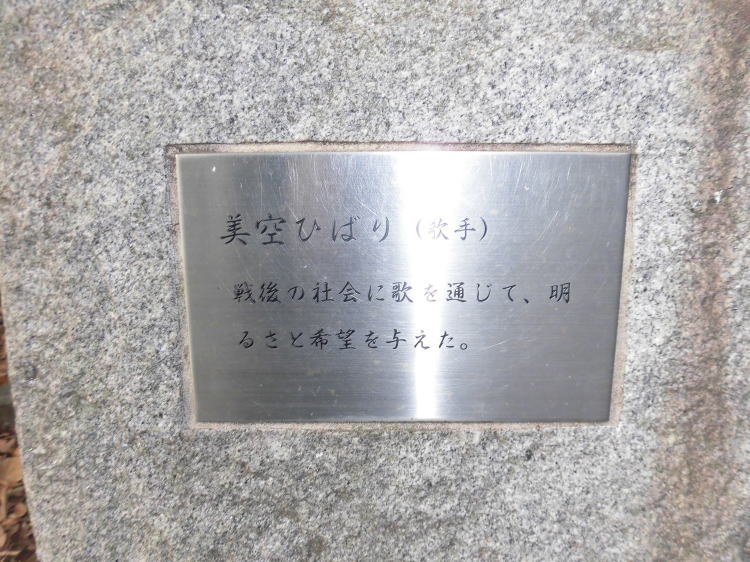 美空ひばり（歌手）
戦後の社会に歌を通じて、明
るさと希望を与えた。